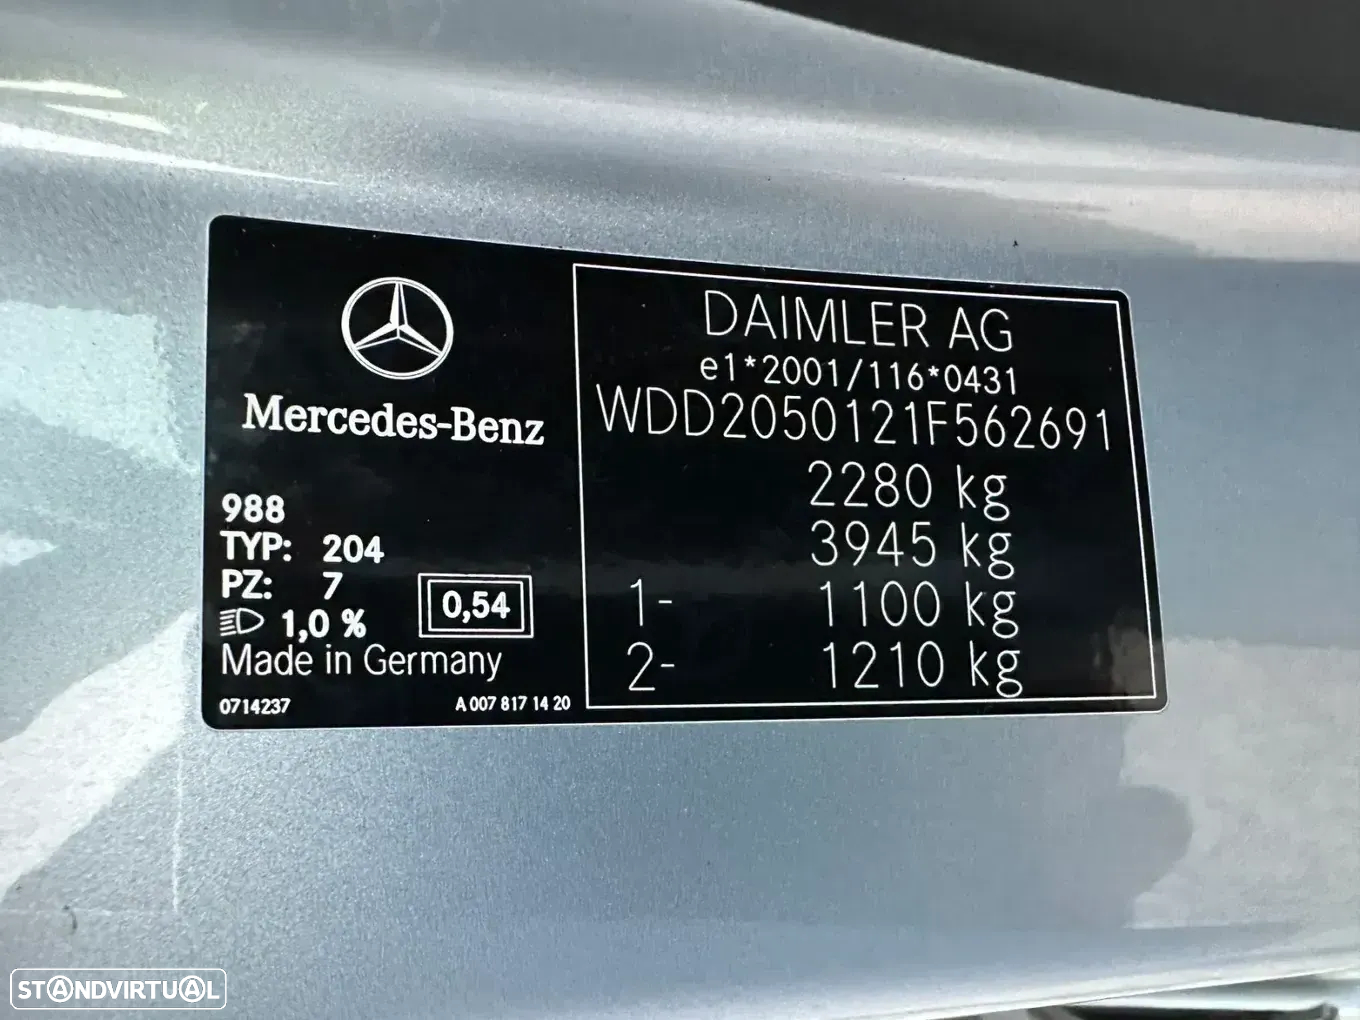 Mercedes-Benz
988
TYP: 204
PZ: 7
1,0 %
0,54
Made in Germany
0714237
A 007 817 14 20
DAIMLER AG
e1*2001/116*0431
WDD2050121F562691
2280 kg
3945 kg
1- 1100 kg
2- 1210 kg
STANDVIRTUAL